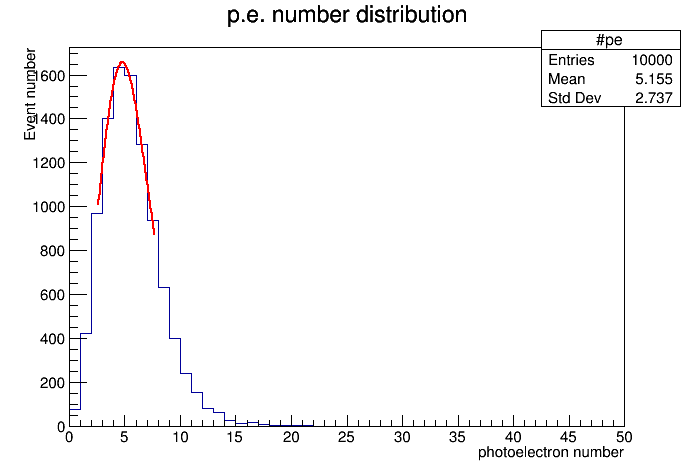 p.e. number distribution
#pe
Entries 10000
Mean 5.155
Std Dev 2.737
Event number
1600
1400
1200
1000
800
600
400
200
0
0 5 10 15 20 25 30 35 40 45 50
photoelectron number